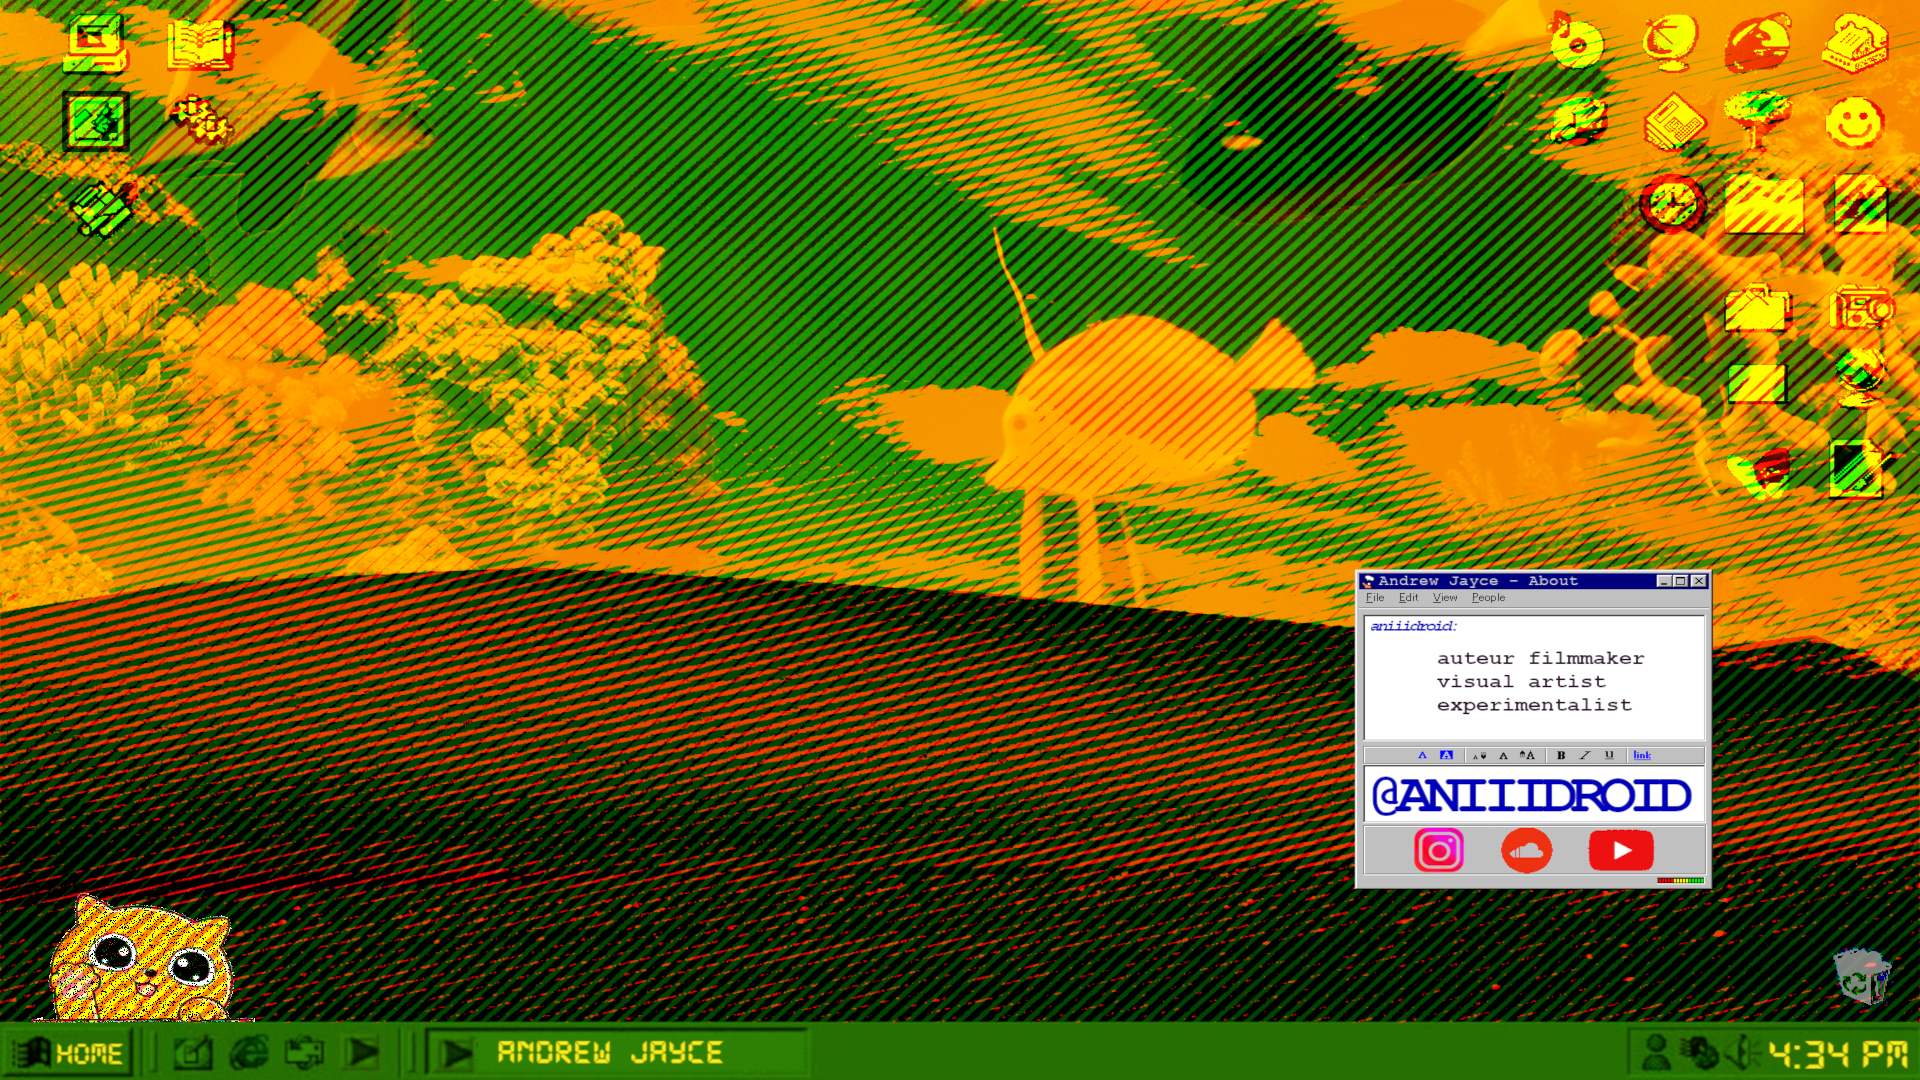 Andrew Jayce - About
File Edit View People
aniiidroid:
auteur filmmaker
visual artist
experimentalist
A A A A A B I U link
@ANIIIDROID
HOME
ANDREW JAYCE
4:34 PM